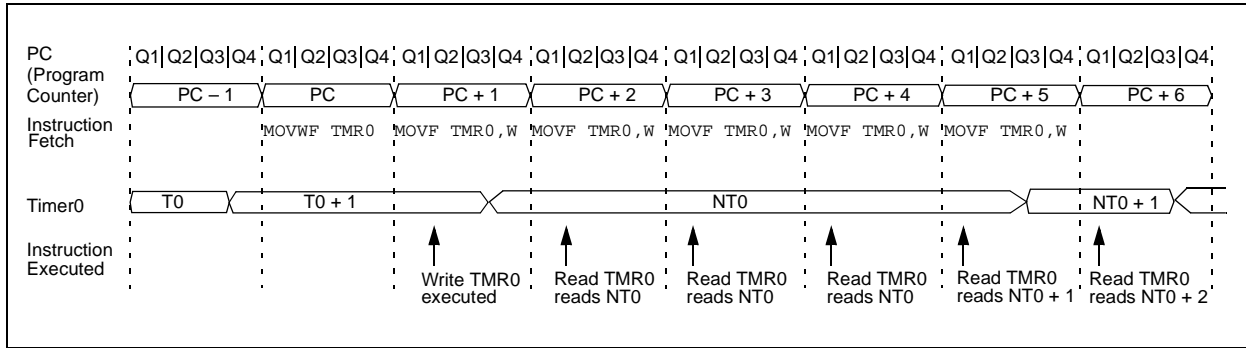 PC
(Program
Counter)
Q1 Q2 Q3 Q4 Q1 Q2 Q3 Q4 Q1 Q2 Q3 Q4 Q1 Q2 Q3 Q4 Q1 Q2 Q3 Q4 Q1 Q2 Q3 Q4 Q1 Q2 Q3 Q4 Q1 Q2 Q3 Q4
PC – 1 PC PC + 1 PC + 2 PC + 3 PC + 4 PC + 5 PC + 6
Instruction
Fetch
MOVWF TMR0 MOVF TMR0,W MOVF TMR0,W MOVF TMR0,W MOVF TMR0,W MOVF TMR0,W
Timer0
T0 T0 + 1 NT0 NT0 + 1
Instruction
Executed
Write TMR0
executed
Read TMR0
reads NT0
Read TMR0
reads NT0
Read TMR0
reads NT0
Read TMR0
reads NT0 + 1
Read TMR0
reads NT0 + 2